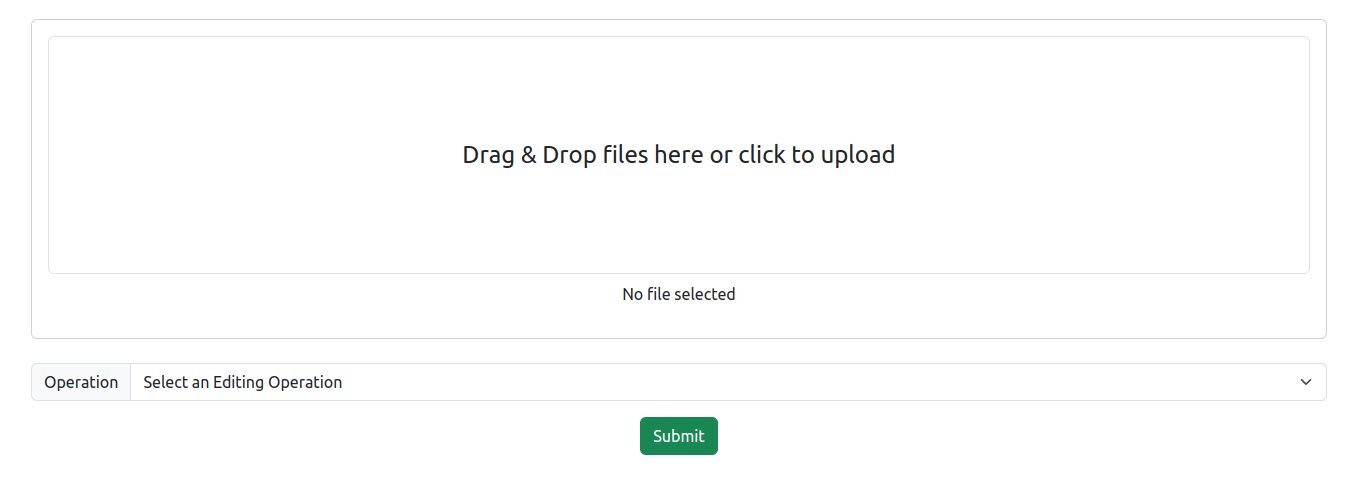 Drag & Drop files here or click to upload
No file selected
Operation Select an Editing Operation
Submit